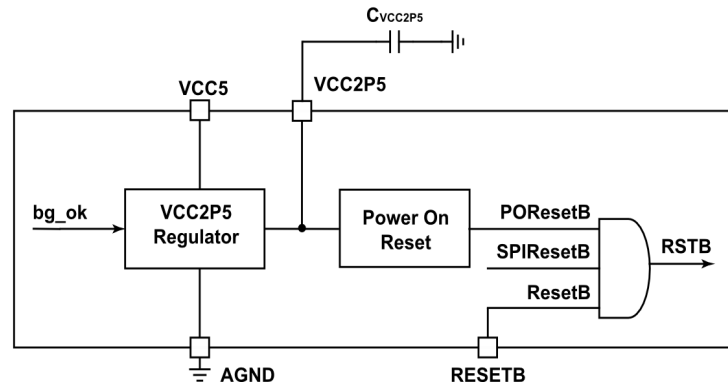 CVCC2P5
VCC5
VCC2P5
bg_ok
VCC2P5
Regulator
Power On
Reset
POResetB
SPIResetB
ResetB
RSTB
AGND
RESETB